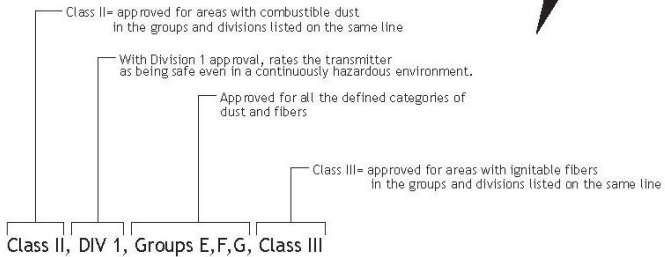 Class II= approved for areas with combustible dust
in the groups and divisions listed on the same line
With Division 1 approval, rates the transmitter
as being safe even in a continuously hazardous environment.
Approved for all the defined categories of
dust and fibers
Class III= approved for areas with ignitable fibers
in the groups and divisions listed on the same line
Class II, DIV 1, Groups E,F,G, Class III